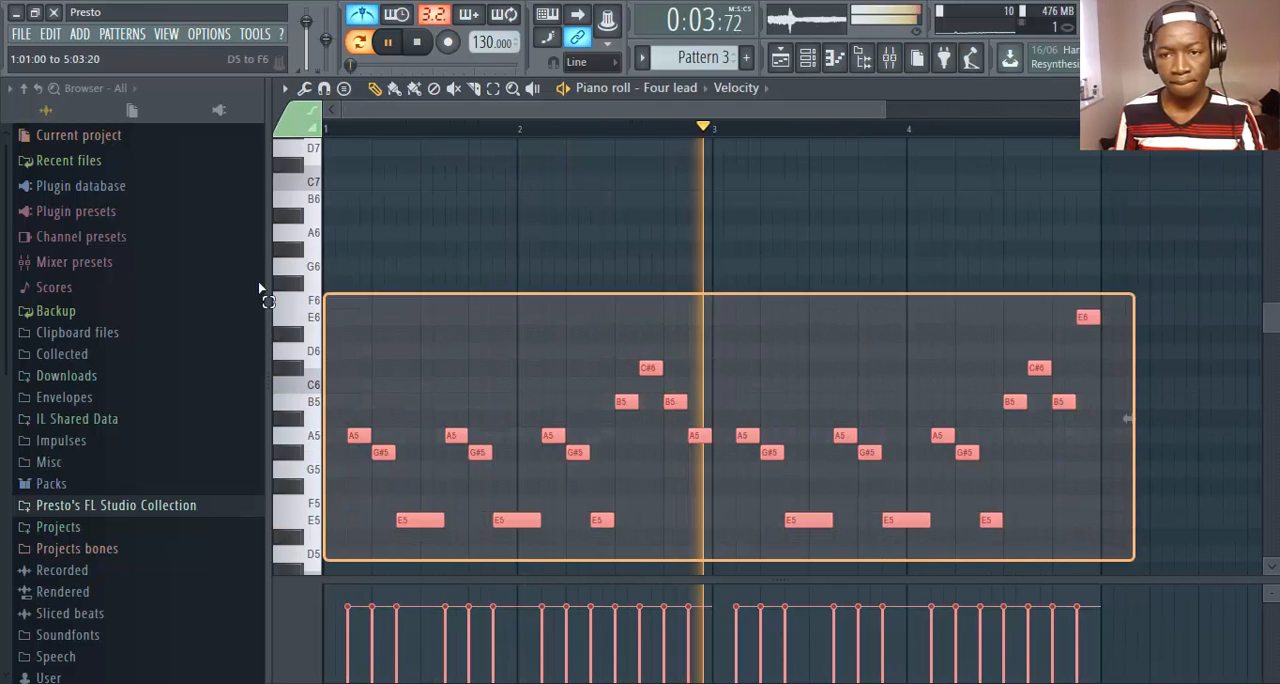 Presto
FILE EDIT ADD PATTERNS VIEW OPTIONS TOOLS ?
1:01:00 to 5:03:20 D5 to F6
3.2
130.000
Line
0:03:72
M:S:CS
Pattern 3
10
476 MB
1
16/06 Har
Resynthes
Browser - All
Piano roll - Four lead
Velocity
Current project
Recent files
Plugin database
Plugin presets
Channel presets
Mixer presets
Scores
Backup
Clipboard files
Collected
Downloads
Envelopes
IL Shared Data
Impulses
Misc
Packs
Presto's FL Studio Collection
Projects
Projects bones
Recorded
Rendered
Sliced beats
Soundfonts
Speech
User
1 2 3 4
D7
C7
B6
A6
G6
F6
E6 E6
D6
C#6 C#6
C6
B5 B5 B5 B5 B5
A5 A5 A5 A5 A5 A5 A5 A5
G#5 G#5 G#5 G#5 G#5 G#5
G5
F5
E5 E5 E5 E5 E5 E5 E5
D5